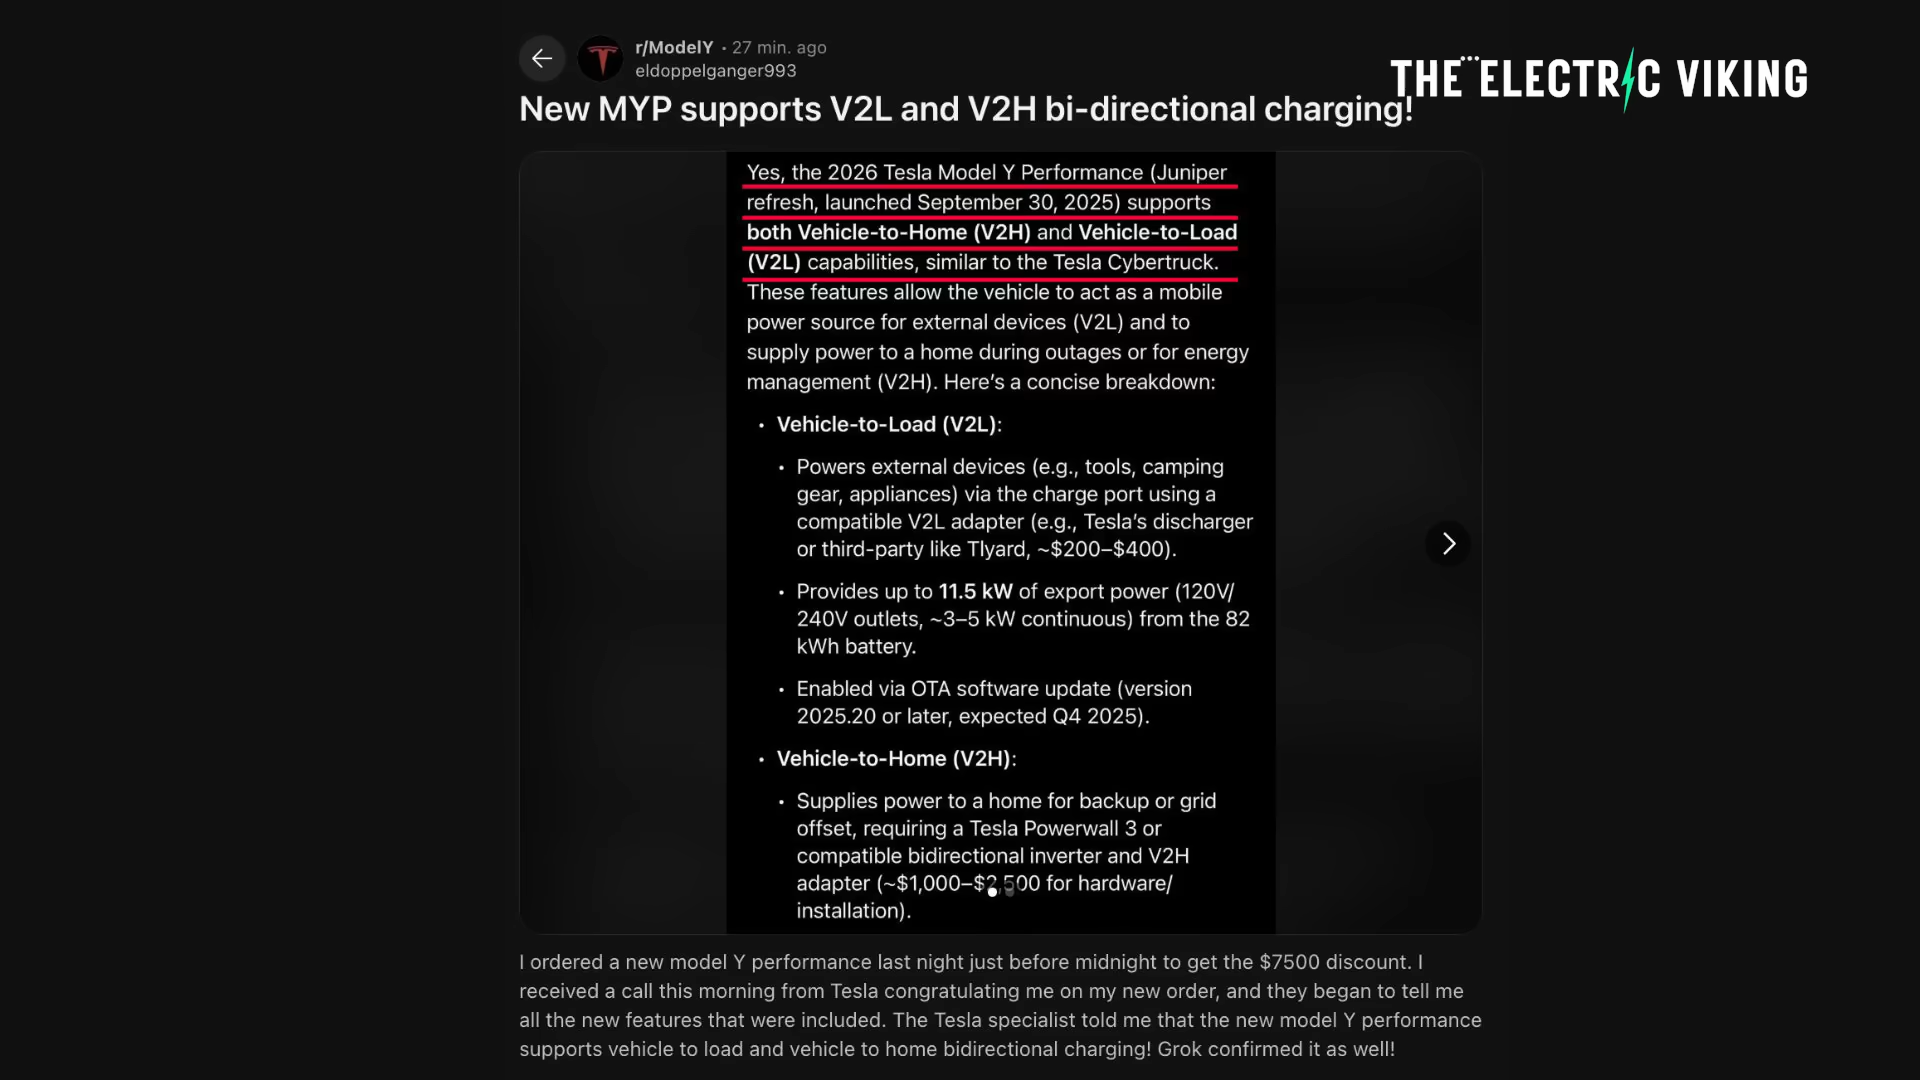 r/ModelY • 27 min. ago
eldoppelganger993
THE ELECTRIC VIKING
New MYP supports V2L and V2H bi-directional charging!
Yes, the 2026 Tesla Model Y Performance (Juniper
refresh, launched September 30, 2025) supports
both Vehicle-to-Home (V2H) and Vehicle-to-Load
(V2L) capabilities, similar to the Tesla Cybertruck.
These features allow the vehicle to act as a mobile
power source for external devices (V2L) and to
supply power to a home during outages or for energy
management (V2H). Here's a concise breakdown:
• Vehicle-to-Load (V2L):
• Powers external devices (e.g., tools, camping
gear, appliances) via the charge port using a
compatible V2L adapter (e.g., Tesla's discharger
or third-party like Tlyard, ~$200–$400).
• Provides up to 11.5 kW of export power (120V/
240V outlets, ~3–5 kW continuous) from the 82
kWh battery.
• Enabled via OTA software update (version
2025.20 or later, expected Q4 2025).
• Vehicle-to-Home (V2H):
• Supplies power to a home for backup or grid
offset, requiring a Tesla Powerwall 3 or
compatible bidirectional inverter and V2H
adapter (~$1,000–$2,500 for hardware/
installation).
I ordered a new model Y performance last night just before midnight to get the $7500 discount. I
received a call this morning from Tesla congratulating me on my new order, and they began to tell me
all the new features that were included. The Tesla specialist told me that the new model Y performance
supports vehicle to load and vehicle to home bidirectional charging! Grok confirmed it as well!